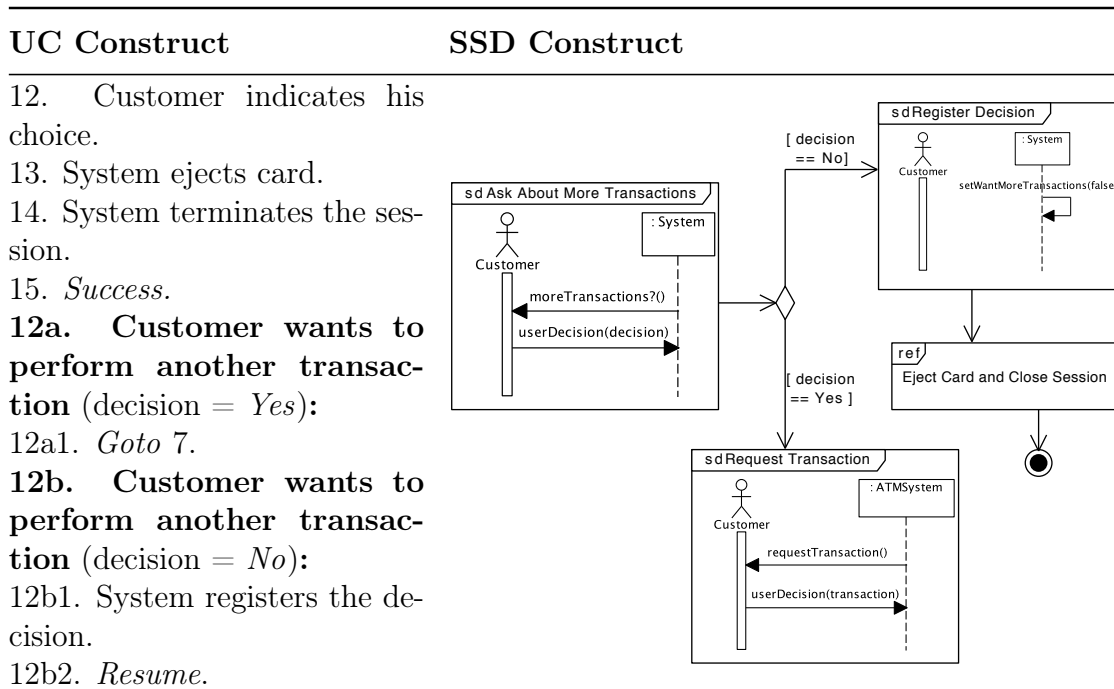 UC Construct
SSD Construct
12. Customer indicates his
choice.
13. System ejects card.
14. System terminates the ses-
sion.
15. Success.
12a. Customer wants to
perform another transac-
tion (decision = Yes):
12a1. Goto 7.
12b. Customer wants to
perform another transac-
tion (decision = No):
12b1. System registers the de-
cision.
12b2. Resume.
sd Ask About More Transactions
: System
Customer
moreTransactions?()
userDecision(decision)
[ decision
== No]
sd Register Decision
: System
Customer
setWantMoreTransactions(false
ref
Eject Card and Close Session
[ decision
== Yes ]
sd Request Transaction
: ATMSystem
Customer
requestTransaction()
userDecision(transaction)